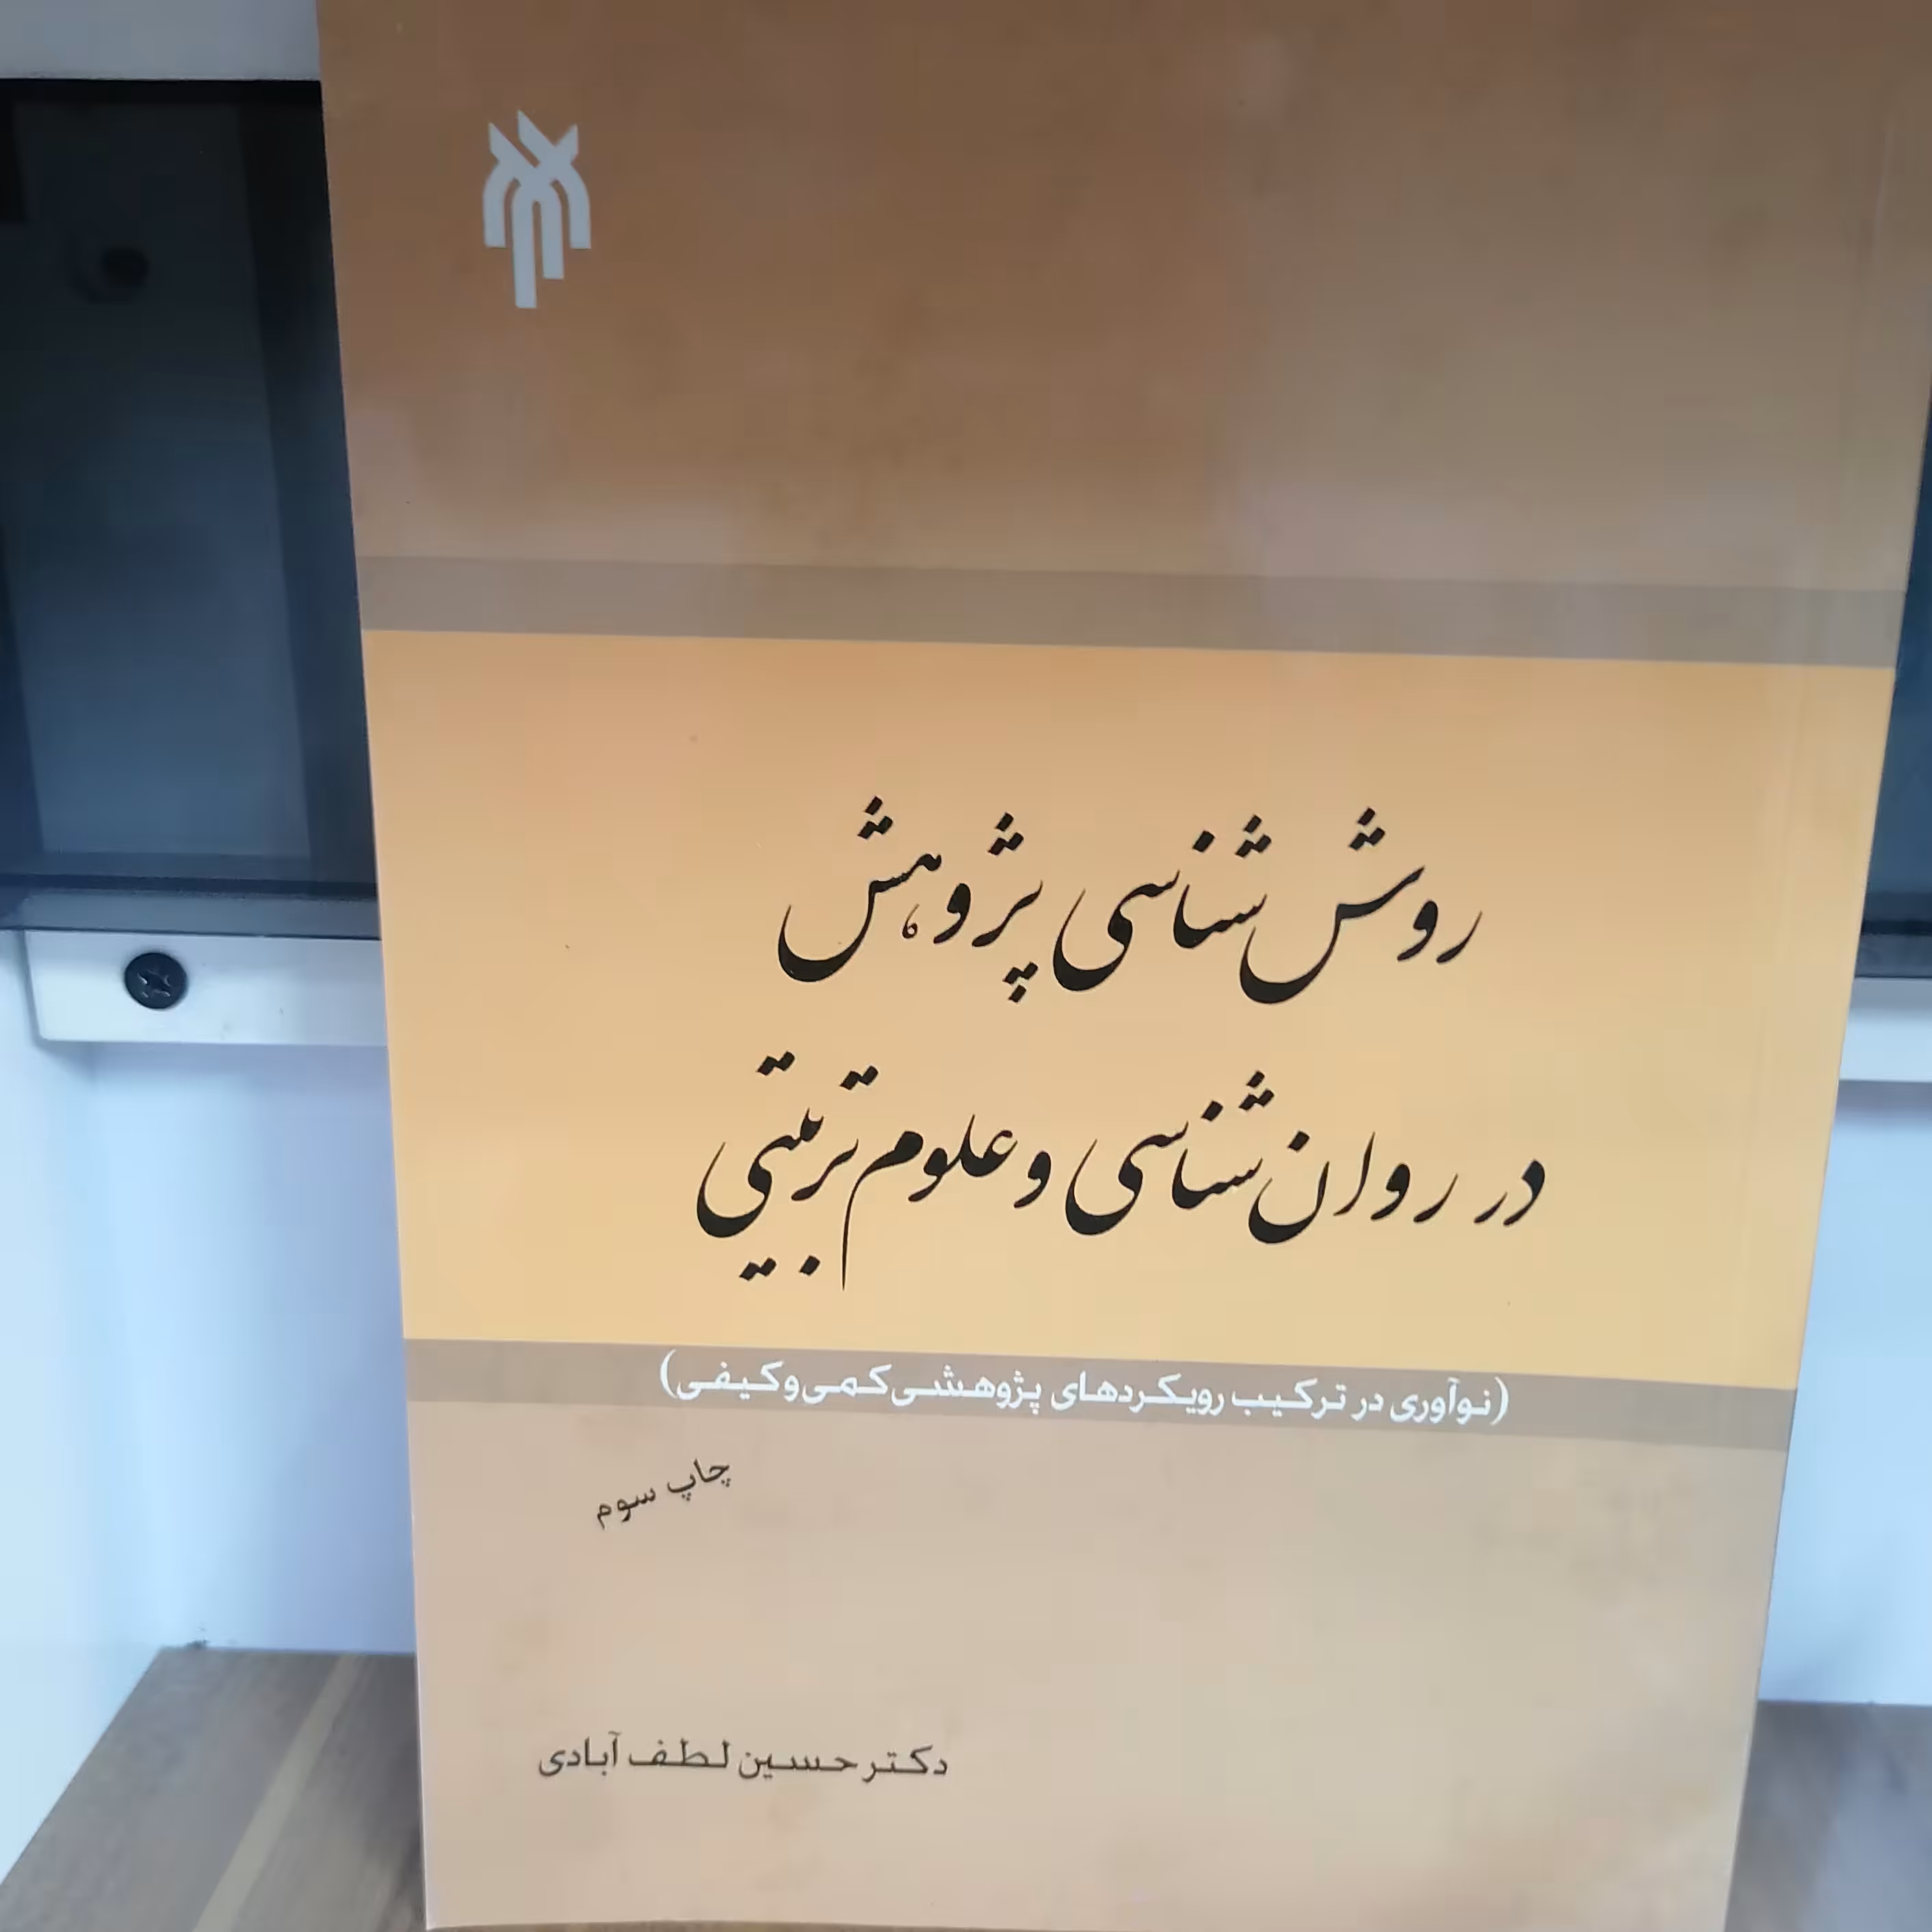 روش‌شناسی پژوهش
در روان‌شناسی و علوم تربیتی
(نوآوری در ترکیب رویکردهای پژوهشی کمی و کیفی)
چاپ سوم
دکتر حسین لطف آبادی